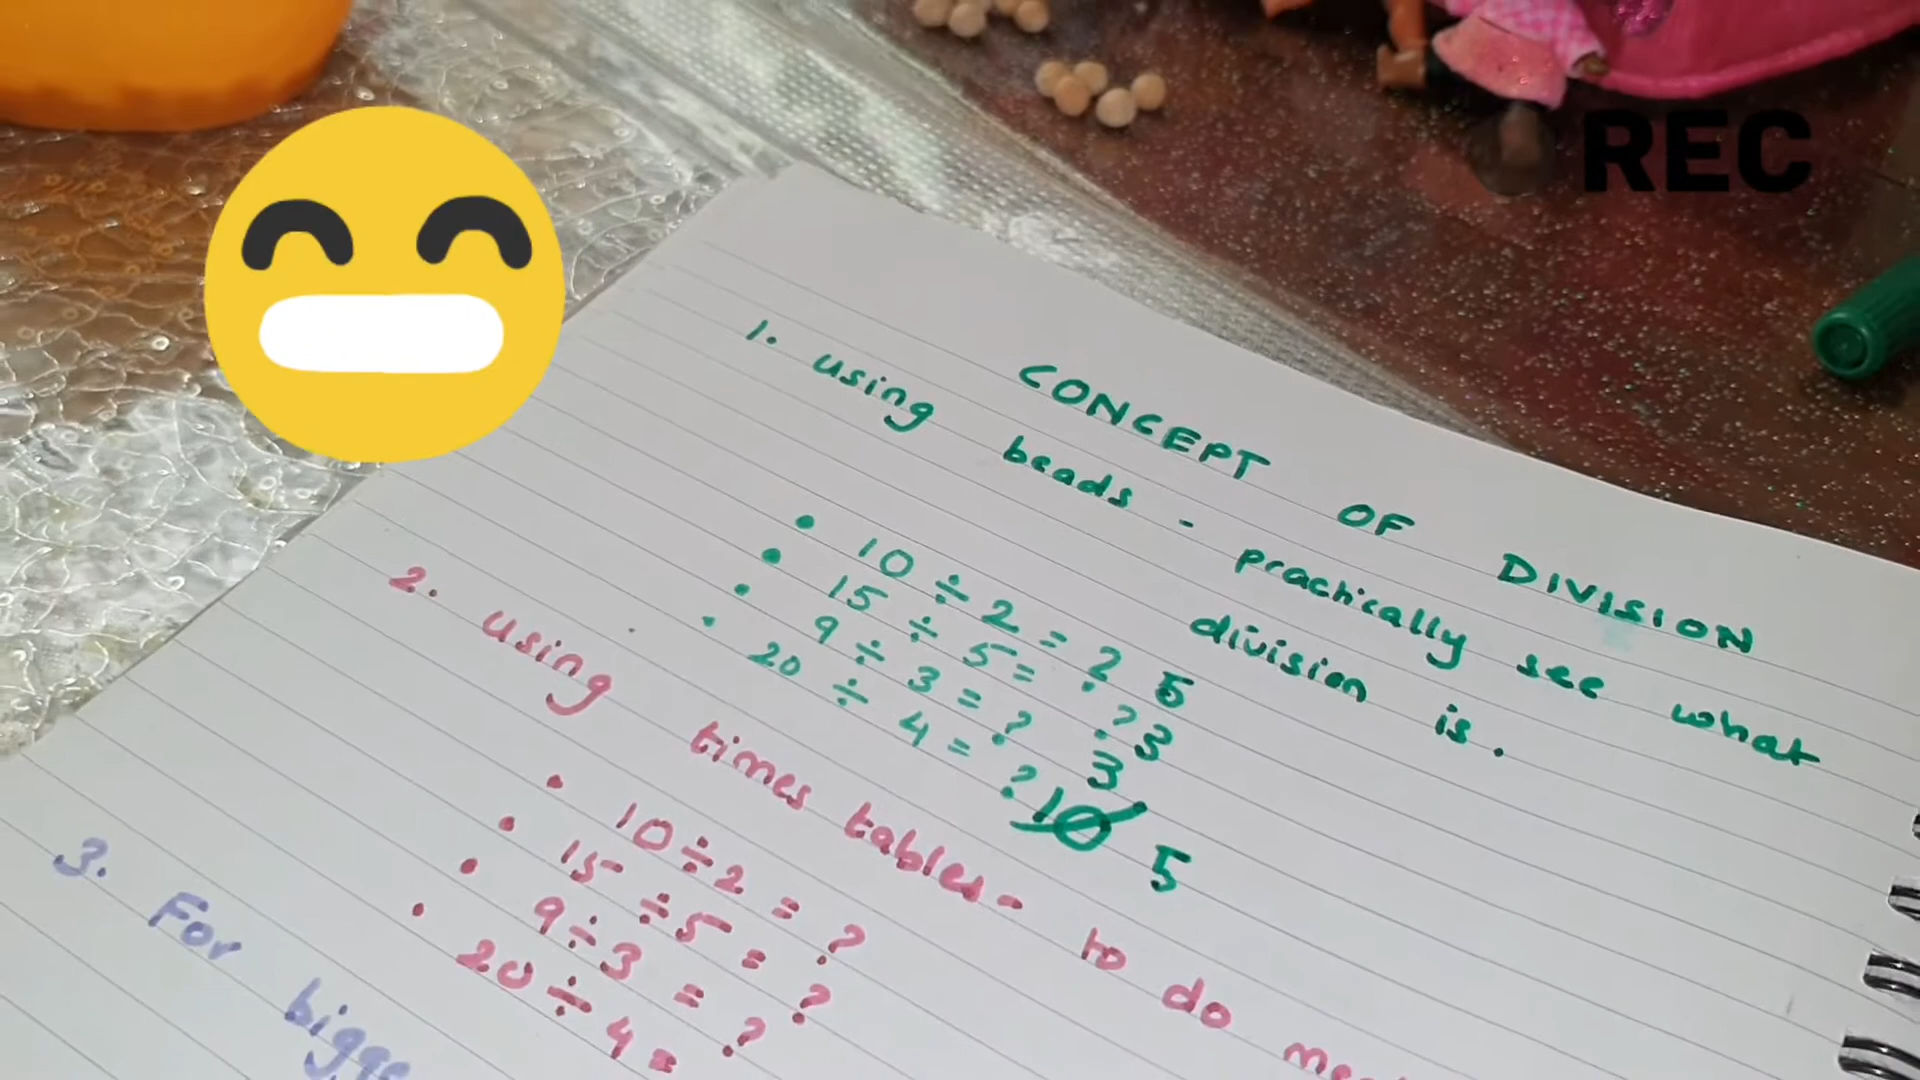 REC
CONCEPT OF DIVISION
1. using beads - practically see what
division is.
• 10 ÷ 2 = ? 5
• 15 ÷ 5 = ? 3
• 9 ÷ 3 = ? 3
• 20 ÷ 4 = ? 10 5
2. using times tables - to do
• 10 ÷ 2 = ?
• 15 ÷ 5 = ?
• 9 ÷ 3 = ?
• 20 ÷ 4 =
3. For